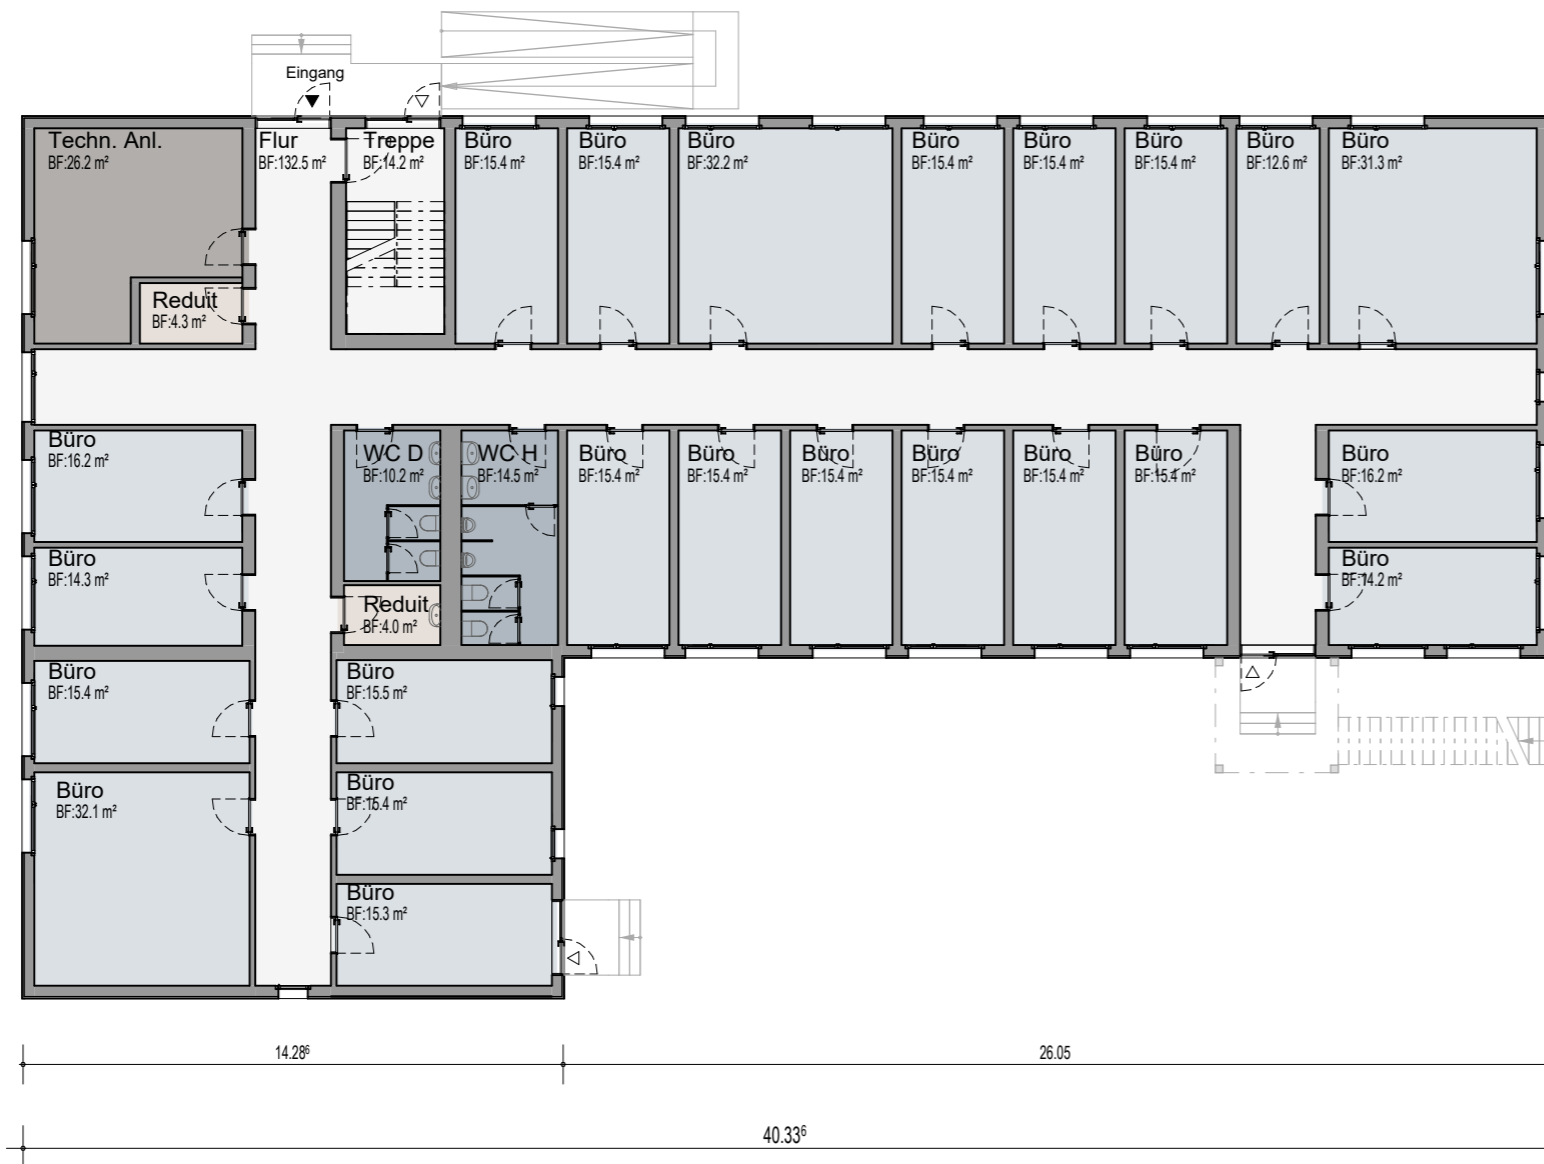 Eingang
Techn. Anl.
BF:26.2 m²
Flur
BF:132.5 m²
Treppe
BF:14.2 m²
Büro
BF:15.4 m²
Büro
BF:15.4 m²
Büro
BF:32.2 m²
Büro
BF:15.4 m²
Büro
BF:15.4 m²
Büro
BF:15.4 m²
Büro
BF:12.6 m²
Büro
BF:31.3 m²
Reduit
BF:4.3 m²
Büro
BF:16.2 m²
WC D
BF:10.2 m²
WC H
BF:14.5 m²
Büro
BF:15.4 m²
Büro
BF:15.4 m²
Büro
BF:15.4 m²
Büro
BF:15.4 m²
Büro
BF:15.4 m²
Büro
BF:15.4 m²
Büro
BF:16.2 m²
Büro
BF:14.3 m²
Büro
BF:14.2 m²
Reduit
BF:4.0 m²
Büro
BF:15.4 m²
Büro
BF:15.5 m²
Büro
BF:32.1 m²
Büro
BF:15.4 m²
Büro
BF:15.3 m²
14.28⁶
26.05
40.33⁶